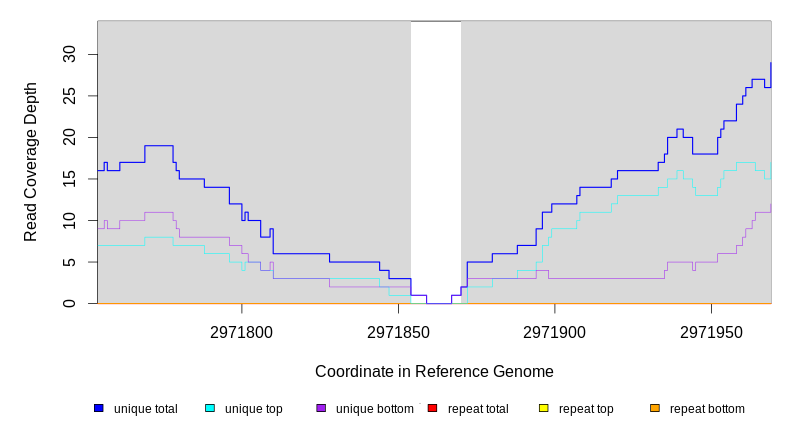 30
25
20
15
10
5
0
Read Coverage Depth
2971800 2971850 2971900 2971950
Coordinate in Reference Genome
unique total unique top unique bottom repeat total repeat top repeat bottom